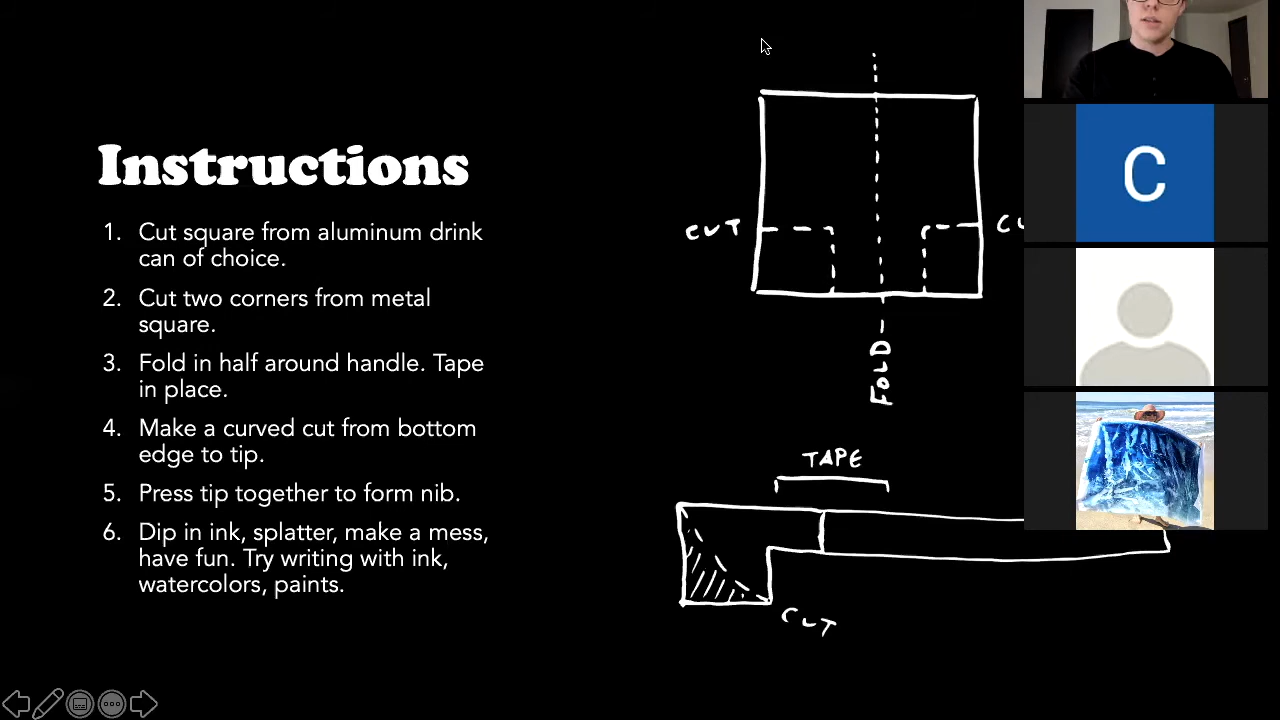 Instructions
1. Cut square from aluminum drink
can of choice.
2. Cut two corners from metal
square.
3. Fold in half around handle. Tape
in place.
4. Make a curved cut from bottom
edge to tip.
5. Press tip together to form nib.
6. Dip in ink, splatter, make a mess,
have fun. Try writing with ink,
watercolors, paints.
CUT
CU
FOLD
TAPE
CUT
C